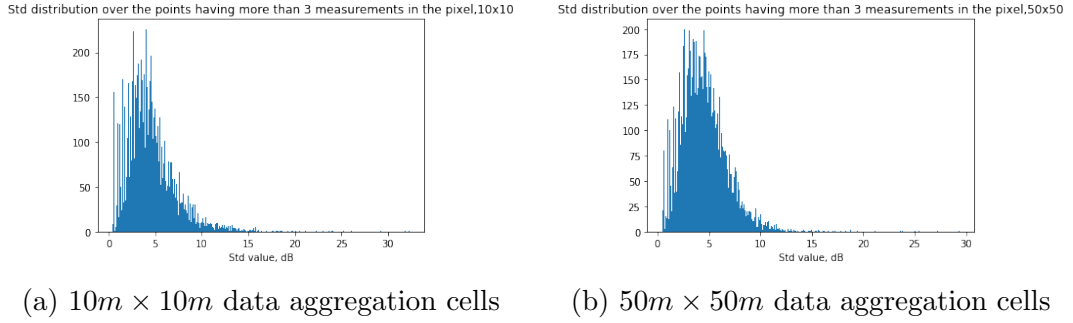 Std distribution over the points having more than 3 measurements in the pixel,10x10
200
150
100
50
0
0 5 10 15 20 25 30
Std value, dB
(a) 10m × 10m data aggregation cells
Std distribution over the points having more than 3 measurements in the pixel,50x50
200
175
150
125
100
75
50
25
0
0 5 10 15 20 25 30
Std value, dB
(b) 50m × 50m data aggregation cells